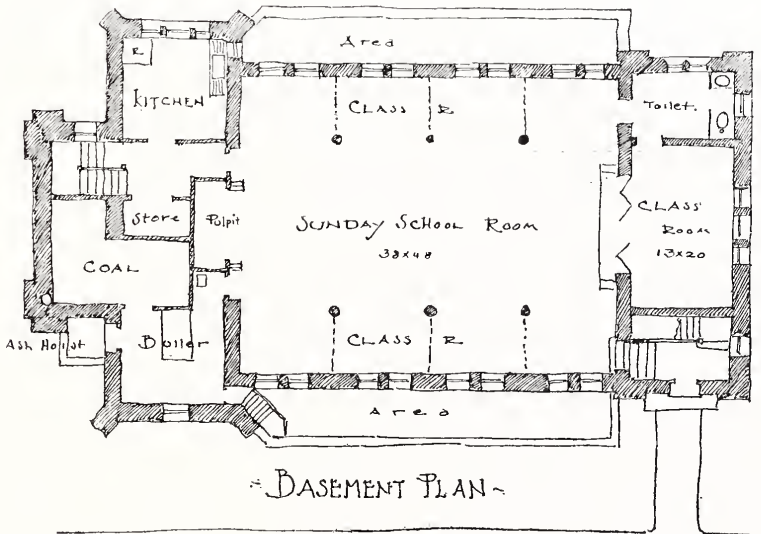 Area
R
KITCHEN
CLASS R
Toilet.
Store
Pulpit
SUNDAY SCHOOL ROOM
38x48
CLASS
ROOM
13x20
COAL
Ash Hoist
Boiler
CLASS R
Area
~ BASEMENT PLAN ~